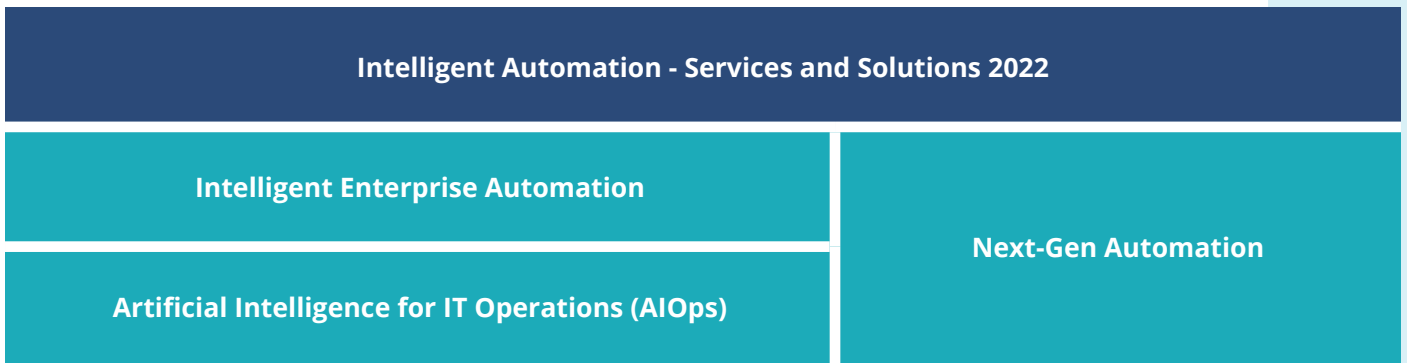 Intelligent Automation - Services and Solutions 2022
Intelligent Enterprise Automation
Artificial Intelligence for IT Operations (AIOps)
Next-Gen Automation